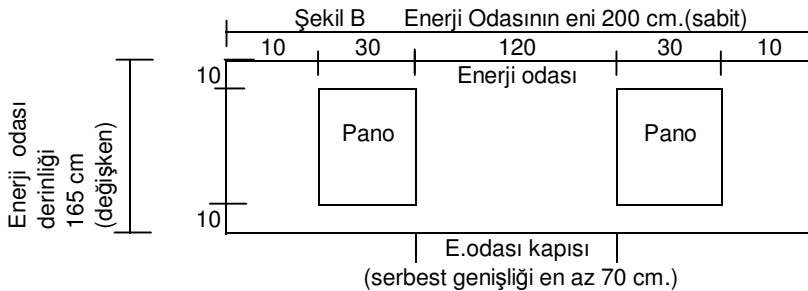 Şekil B Enerji Odasının eni 200 cm.(sabit)
10 30 120 30 10
10 Enerji odası
Pano Pano
Enerji odası
derinliği
165 cm
(değişken)
10
E.odası kapısı
(serbest genişliği en az 70 cm.)